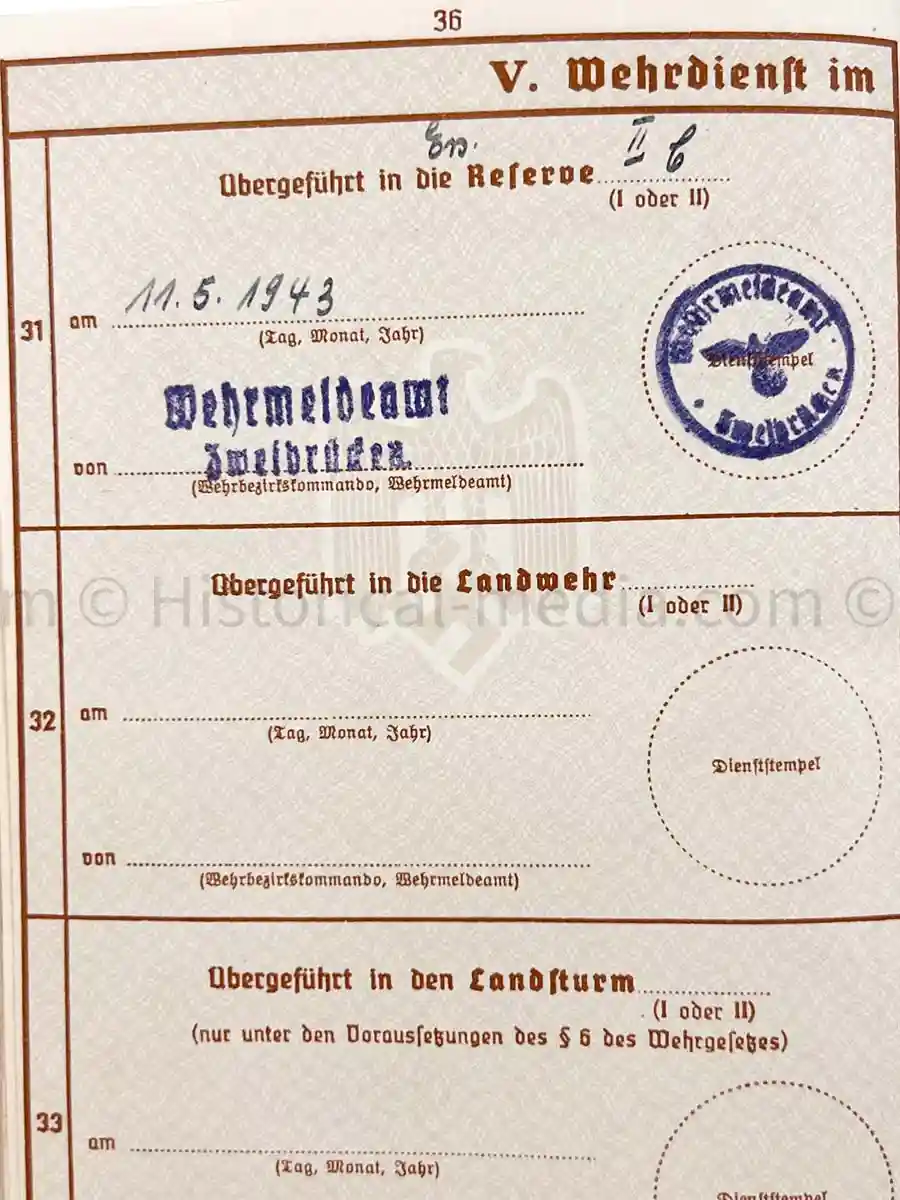 36
V. Wehrdienst im
Ers. II b
Übergeführt in die Reserve
(I oder II)
31
am 11.5.1943
(Tag, Monat, Jahr)
Wehrmeldeamt
Dienststempel
Zweibrücken
Wehrmeldeamt
von Zweibrücken.
(Wehrbezirkskommando, Wehrmeldeamt)
Übergeführt in die Landwehr
(I oder II)
m © Historical-media.com ©
32
am
(Tag, Monat, Jahr)
Dienststempel
von
(Wehrbezirkskommando, Wehrmeldeamt)
Übergeführt in den Landsturm
(I oder II)
(nur unter den Voraussetzungen des § 6 des Wehrgesetzes)
33
am
(Tag, Monat, Jahr)
Dienststempel